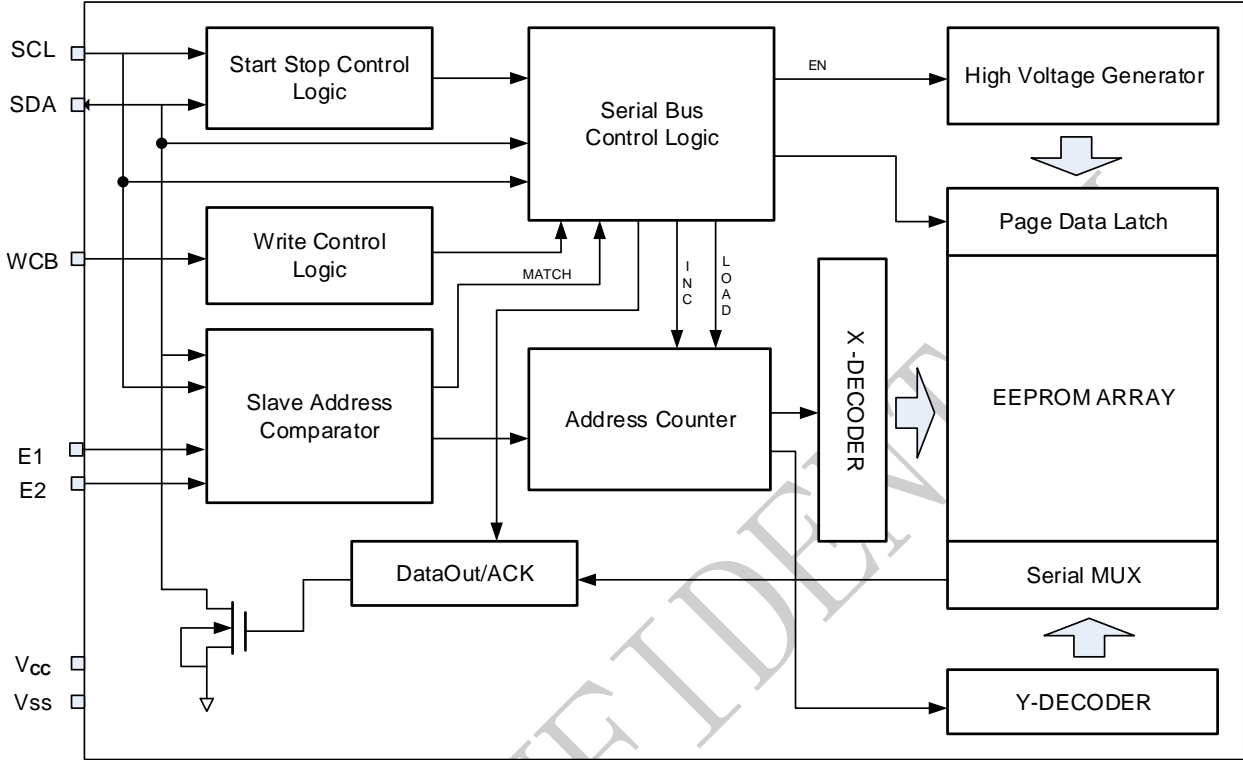 SCL
SDA
WCB
E1
E2
Vcc
Vss
Start Stop Control
Logic
Serial Bus
Control Logic
EN
High Voltage Generator
Write Control
Logic
MATCH
INC
LOAD
Page Data Latch
Slave Address
Comparator
Address Counter
X-DECODER
EEPROM ARRAY
DataOut/ACK
Serial MUX
Y-DECODER